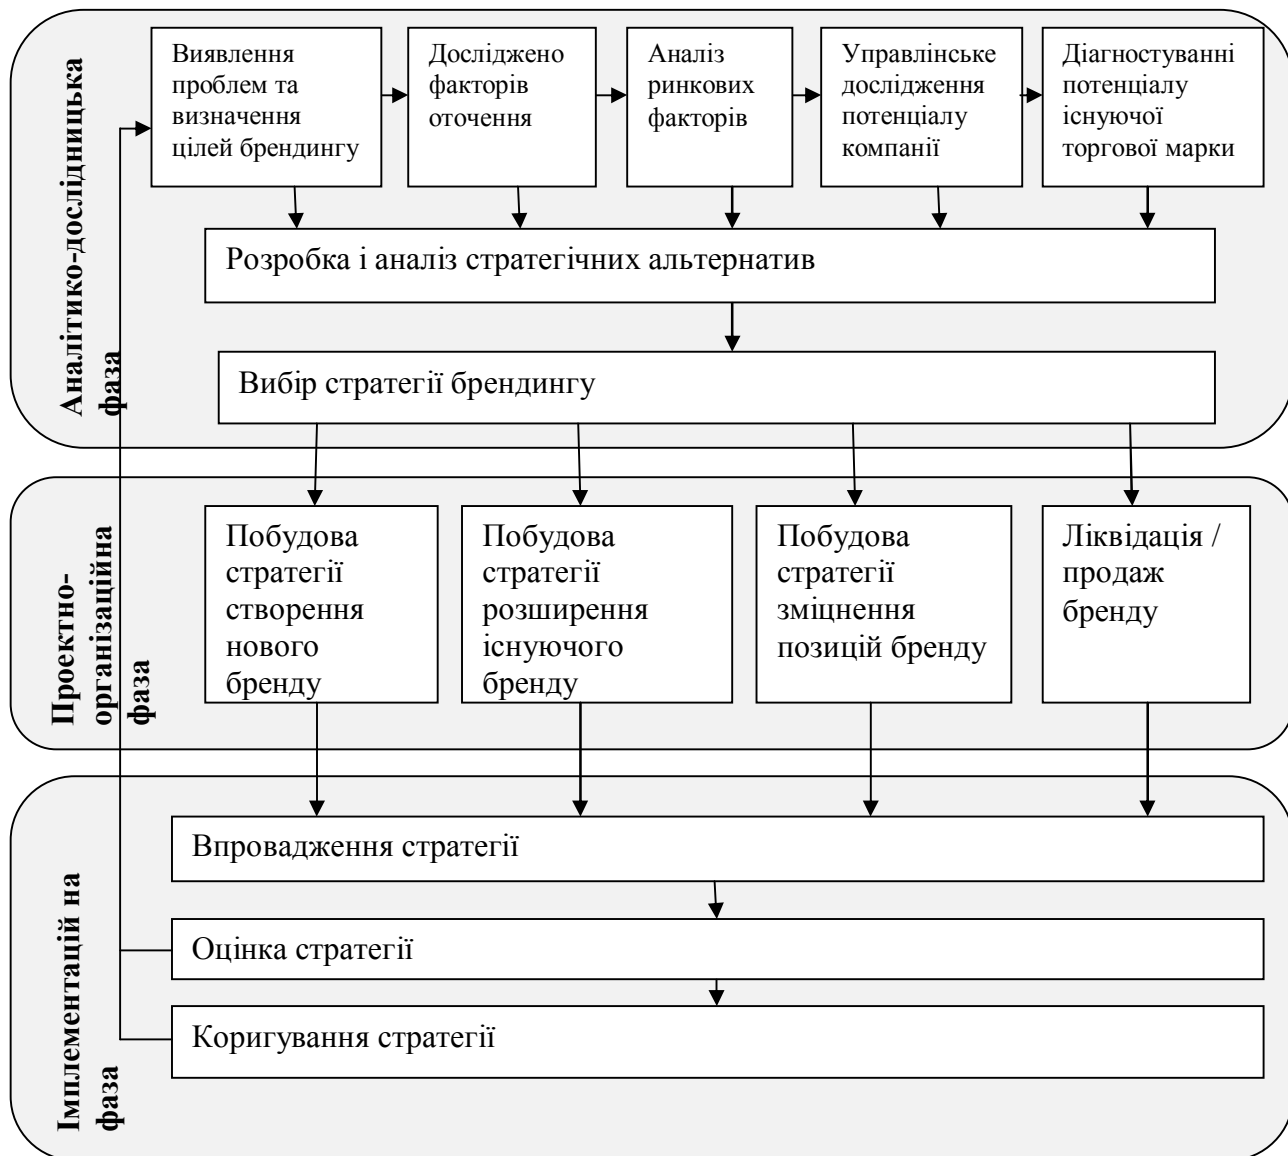 Аналітико-дослідницька
фаза
Виявлення
проблем та
визначення
цілей брендингу
Досліджено
факторів
оточення
Аналіз
ринкових
факторів
Управлінське
дослідження
потенціалу
компанії
Діагностуванні
потенціалу
існуючої
торгової марки
Розробка і аналіз стратегічних альтернатив
Вибір стратегії брендингу
Проектно-
організаційна
фаза
Побудова
стратегії
створення
нового
бренду
Побудова
стратегії
розширення
існуючого
бренду
Побудова
стратегії
зміцнення
позицій бренду
Ліквідація /
продаж
бренду
Імплементацій на
фаза
Впровадження стратегії
Оцінка стратегії
Коригування стратегії